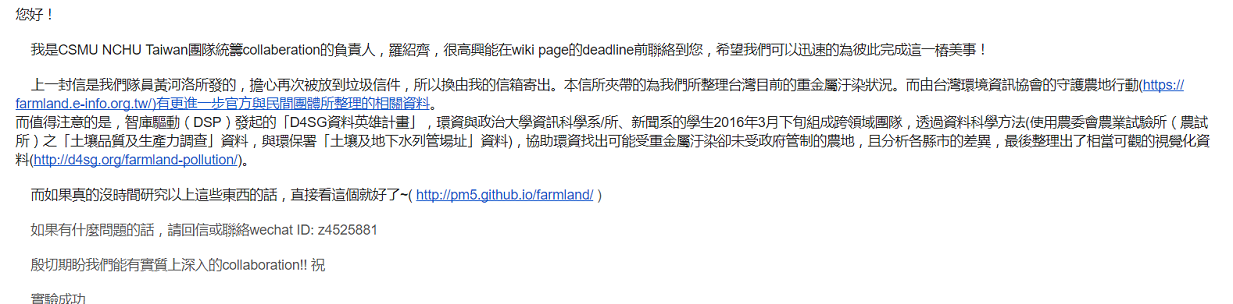 您好！
我是CSMU NCHU Taiwan團隊統籌collaberation的負責人，羅紹齊，很高興能在wiki page的deadline前聯絡到您，希望我們可以迅速的為彼此完成這一樁美事！
上一封信是我們隊員黃河洛所發的，擔心再次被放到垃圾信件，所以換由我的信箱寄出。本信所夾帶的為我們所整理台灣目前的重金屬汙染狀況。而由台灣環境資訊協會的守護農地行動(https://
farmland.e-info.org.tw/)有更進一步官方與民間團體所整理的相關資料。
而值得注意的是，智庫驅動（DSP）發起的「D4SG資料英雄計畫」，環資與政治大學資訊科學系/所、新聞系的學生2016年3月下旬組成跨領域團隊，透過資料科學方法(使用農委會農業試驗所（農試
所）之「土壤品質及生產力調查」資料，與環保署「土壤及地下水列管場址」資料)，協助環資找出可能受重金屬汙染卻未受政府管制的農地，且分析各縣市的差異，最後整理出了相當可觀的視覺化資
料(http://d4sg.org/farmland-pollution/)。
而如果真的沒時間研究以上這些東西的話，直接看這個就好了~( http://pm5.github.io/farmland/ )
如果有什麼問題的話，請回信或聯絡wechat ID: z4525881
殷切期盼我們能有實質上深入的collaboration!! 祝
實驗成功